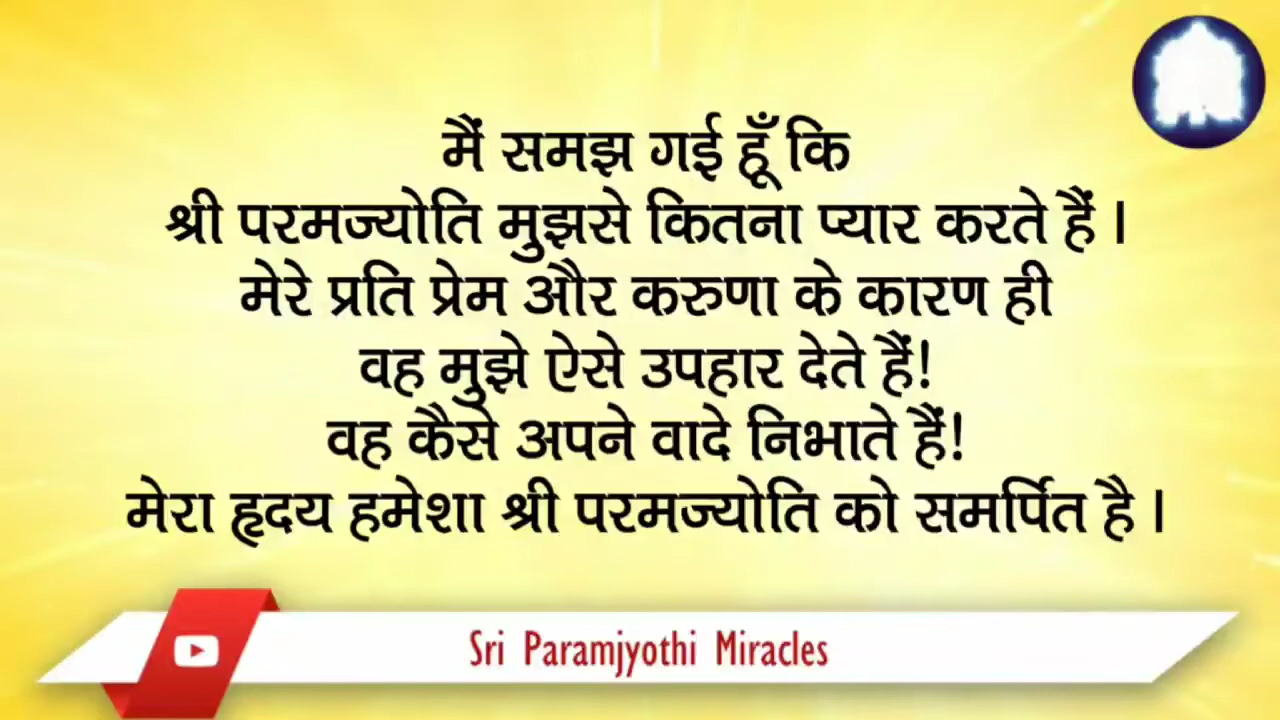 मैं समझ गई हूँ कि
श्री परमज्योति मुझसे कितना प्यार करते हैं ।
मेरे प्रति प्रेम और करुणा के कारण ही
वह मुझे ऐसे उपहार देते हैं!
वह कैसे अपने वादे निभाते हैं!
मेरा हृदय हमेशा श्री परमज्योति को समर्पित है ।
Sri Paramjyothi Miracles